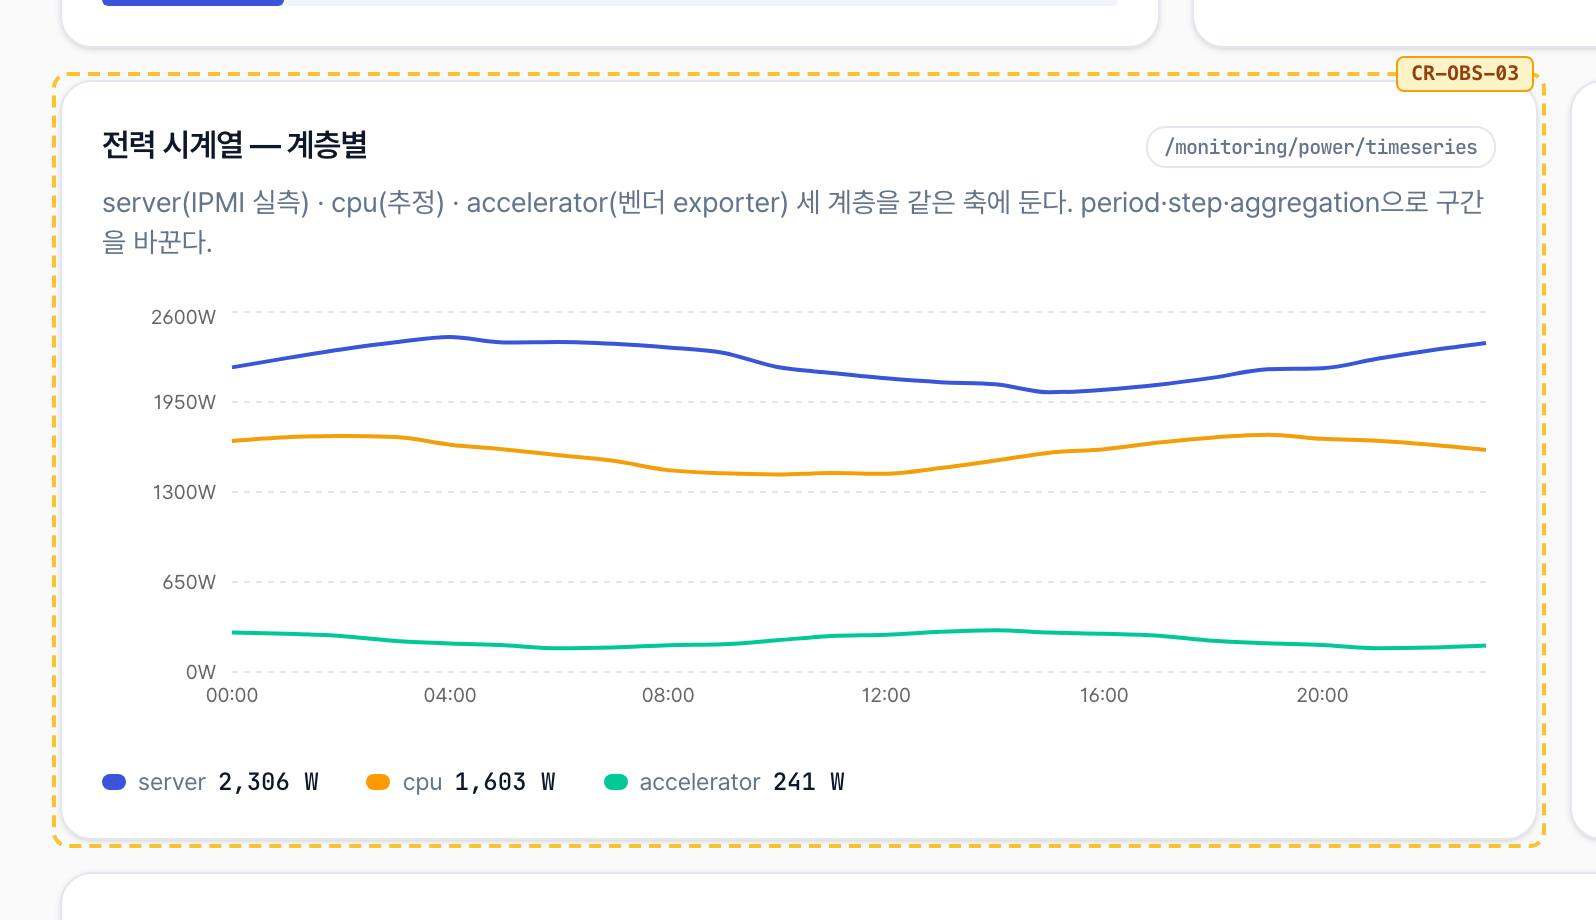 CR-OBS-03
전력 시계열 — 계층별
/monitoring/power/timeseries
server(IPMI 실측) · cpu(추정) · accelerator(벤더 exporter) 세 계층을 같은 축에 둔다. period·step·aggregation으로 구간
을 바꾼다.
2600W
1950W
1300W
650W
0W
00:00 04:00 08:00 12:00 16:00 20:00
server 2,306 W cpu 1,603 W accelerator 241 W